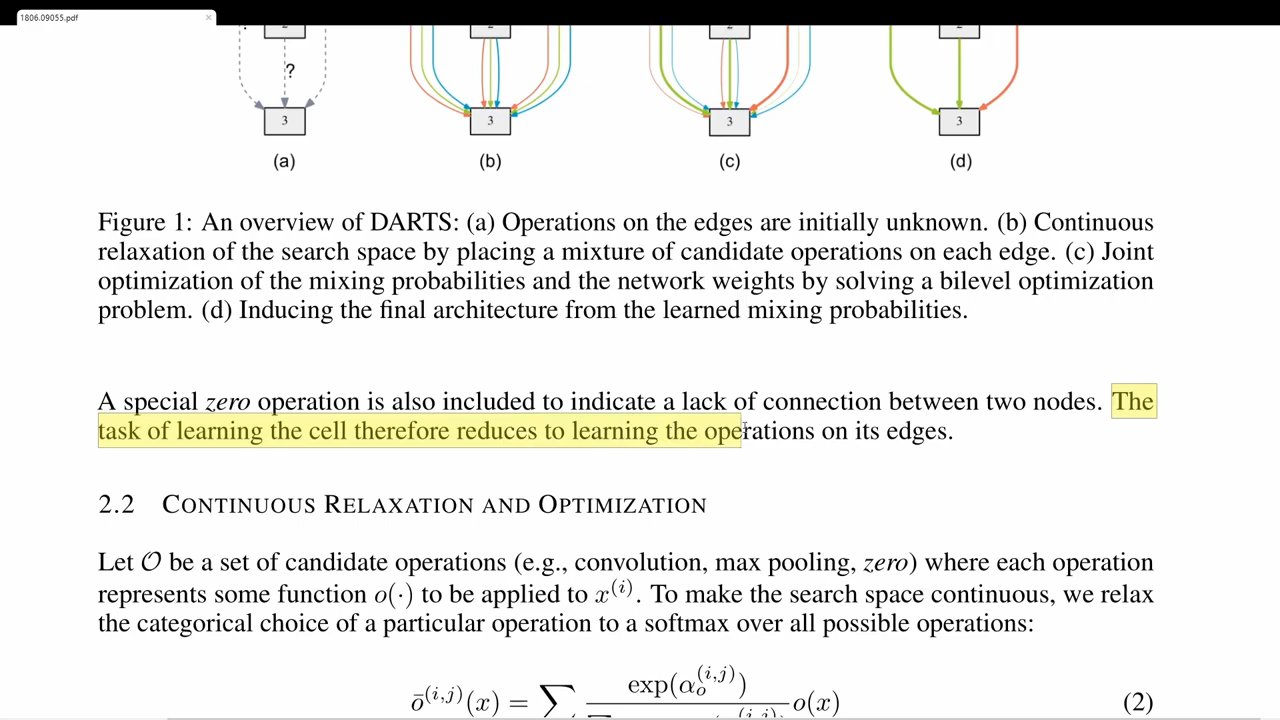 1806.09055.pdf
?
3
3
3
3
(a)
(b)
(c)
(d)
Figure 1: An overview of DARTS: (a) Operations on the edges are initially unknown. (b) Continuous
relaxation of the search space by placing a mixture of candidate operations on each edge. (c) Joint
optimization of the mixing probabilities and the network weights by solving a bilevel optimization
problem. (d) Inducing the final architecture from the learned mixing probabilities.
A special zero operation is also included to indicate a lack of connection between two nodes. The
task of learning the cell therefore reduces to learning the operations on its edges.
2.2 CONTINUOUS RELAXATION AND OPTIMIZATION
Let O be a set of candidate operations (e.g., convolution, max pooling, zero) where each operation
represents some function o(·) to be applied to x^(i). To make the search space continuous, we relax
the categorical choice of a particular operation to a softmax over all possible operations:
ō^(i,j)(x) = ∑ exp(α_o^(i,j)) o(x) (2)